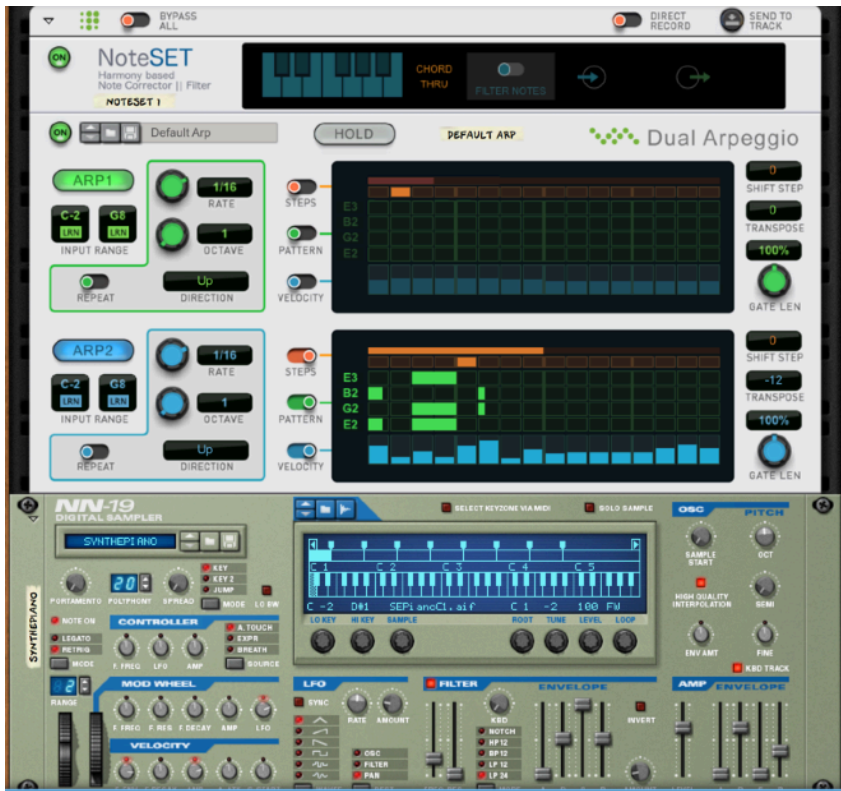 BYPASS ALL
DIRECT RECORD
SEND TO TRACK
ON
NoteSET
Harmony based
Note Corrector || Filter
NOTESET 1
CHORD
THRU
FILTER NOTES
ON
Default Arp
HOLD
DEFAULT ARP
Dual Arpeggio
ARP1
1/16
RATE
C-2 G8
LRN LRN
INPUT RANGE
1
OCTAVE
REPEAT
Up
DIRECTION
STEPS
PATTERN
VELOCITY
E3
B2
G2
E2
0
SHIFT STEP
0
TRANSPOSE
100%
GATE LEN
ARP2
1/16
RATE
C-2 G8
LRN LRN
INPUT RANGE
1
OCTAVE
REPEAT
Up
DIRECTION
STEPS
PATTERN
VELOCITY
E3
B2
G2
E2
0
SHIFT STEP
-12
TRANSPOSE
100%
GATE LEN
NN-19
DIGITAL SAMPLER
SYNTHEPIANO
SYNTHEPIANO
PORTAMENTO
20
POLYPHONY
SPREAD
KEY
KEY 2
JUMP
MODE
LO BW
NOTE ON
LEGATO
RETRIG
MODE
CONTROLLER
F. FREQ LFO AMP
A. TOUCH
EXPR
BREATH
SOURCE
2
RANGE
MOD WHEEL
F. FREQ F. RES F. DECAY AMP LFO
VELOCITY
SELECT KEYZONE VIA MIDI
SOLO SAMPLE
C 1 C 2 C 3 C 4 C 5
C -2 D#1 SEPianoC1.aif C 1 -2 100 FW
LO KEY HI KEY SAMPLE ROOT TUNE LEVEL LOOP
OSC PITCH
SAMPLE START
OCT
HIGH QUALITY INTERPOLATION
SEMI
ENV AMT
FINE
KBD TRACK
LFO
SYNC
RATE AMOUNT
OSC
FILTER
PAN
FILTER
KBD
NOTCH
HP 12
BP 12
LP 12
LP 24
ENVELOPE
INVERT
AMP ENVELOPE